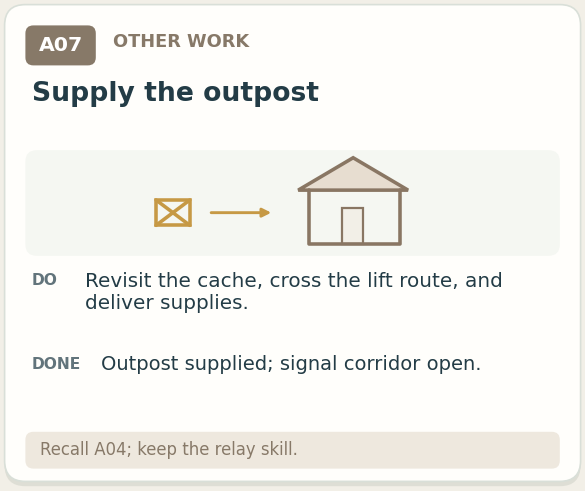 A07 OTHER WORK
Supply the outpost
DO Revisit the cache, cross the lift route, and
deliver supplies.
DONE Outpost supplied; signal corridor open.
Recall A04; keep the relay skill.